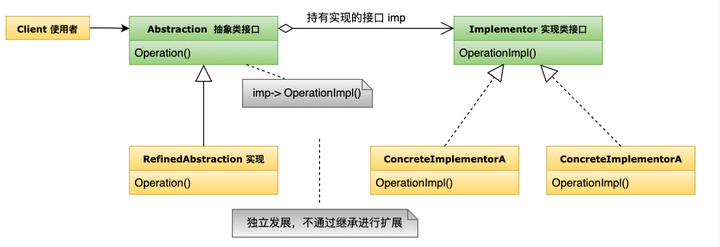 Client 使用者
Abstraction 抽象类接口
Operation()
持有实现的接口 imp
Implementor 实现类接口
OperationImpl()
imp-> OperationImpl()
RefinedAbstraction 实现
Operation()
ConcreteImplementorA
OperationImpl()
ConcreteImplementorA
OperationImpl()
独立发展，不通过继承进行扩展